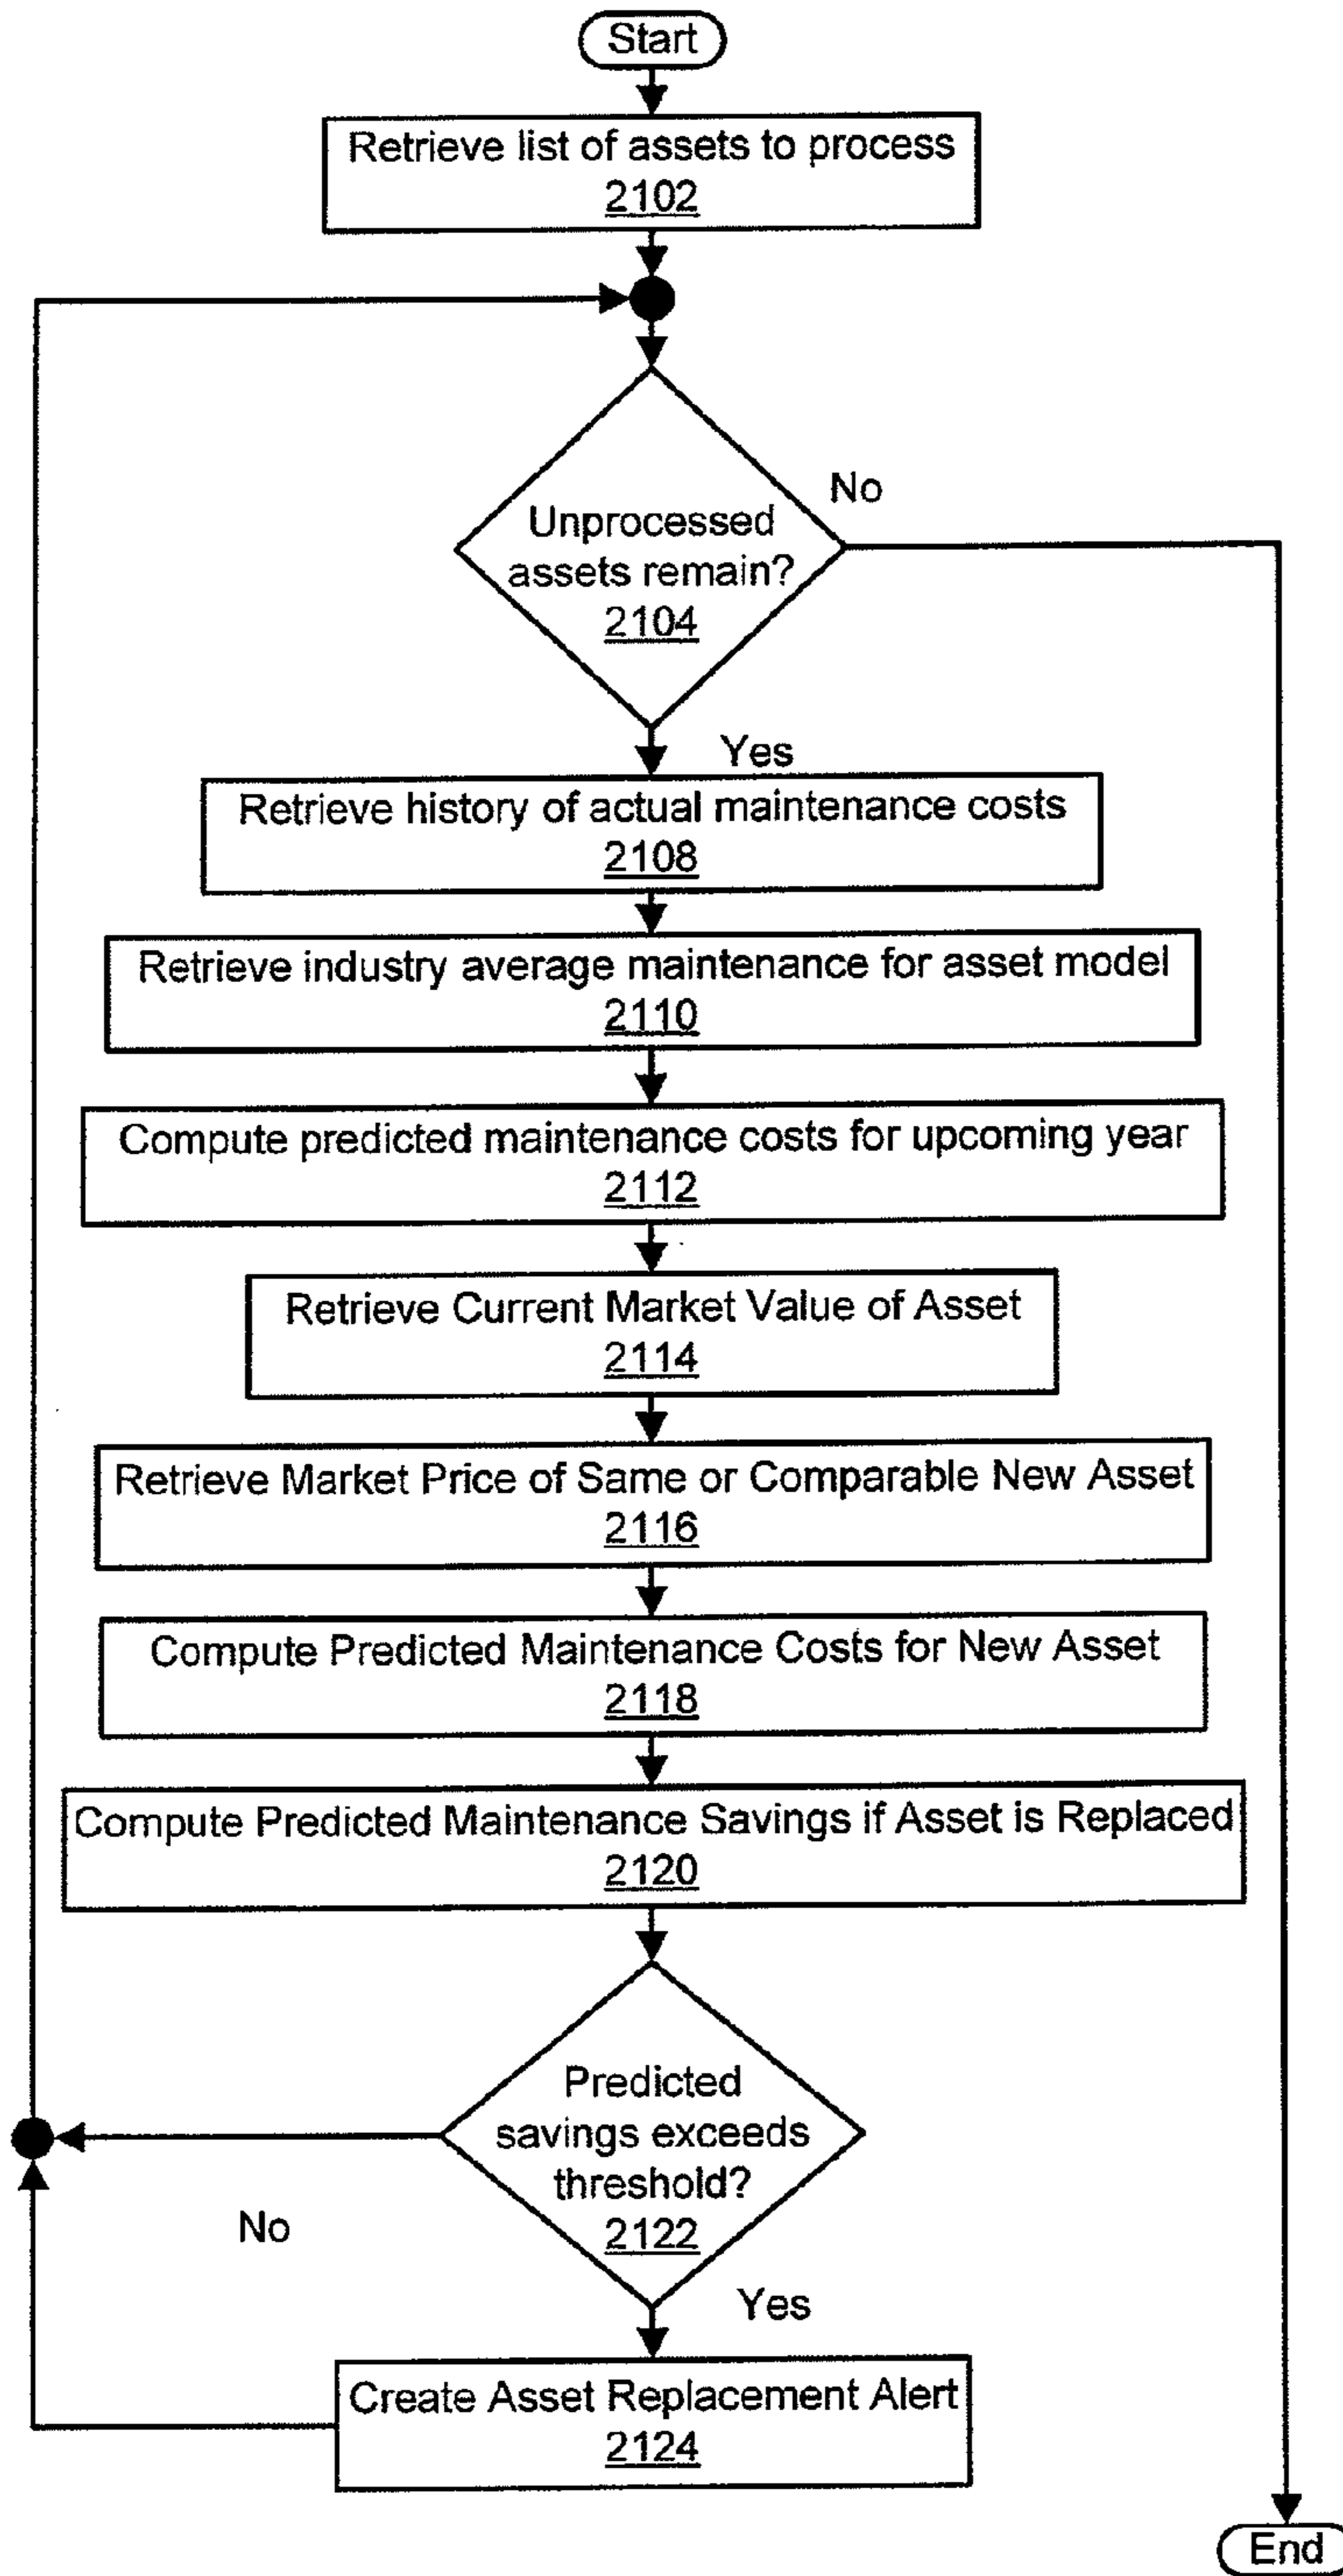 Start
Retrieve list of assets to process
2102
Unprocessed
assets remain?
2104
No
Yes
Retrieve history of actual maintenance costs
2108
Retrieve industry average maintenance for asset model
2110
Compute predicted maintenance costs for upcoming year
2112
Retrieve Current Market Value of Asset
2114
Retrieve Market Price of Same or Comparable New Asset
2116
Compute Predicted Maintenance Costs for New Asset
2118
Compute Predicted Maintenance Savings if Asset is Replaced
2120
Predicted
savings exceeds
threshold?
2122
No
Yes
Create Asset Replacement Alert
2124
End